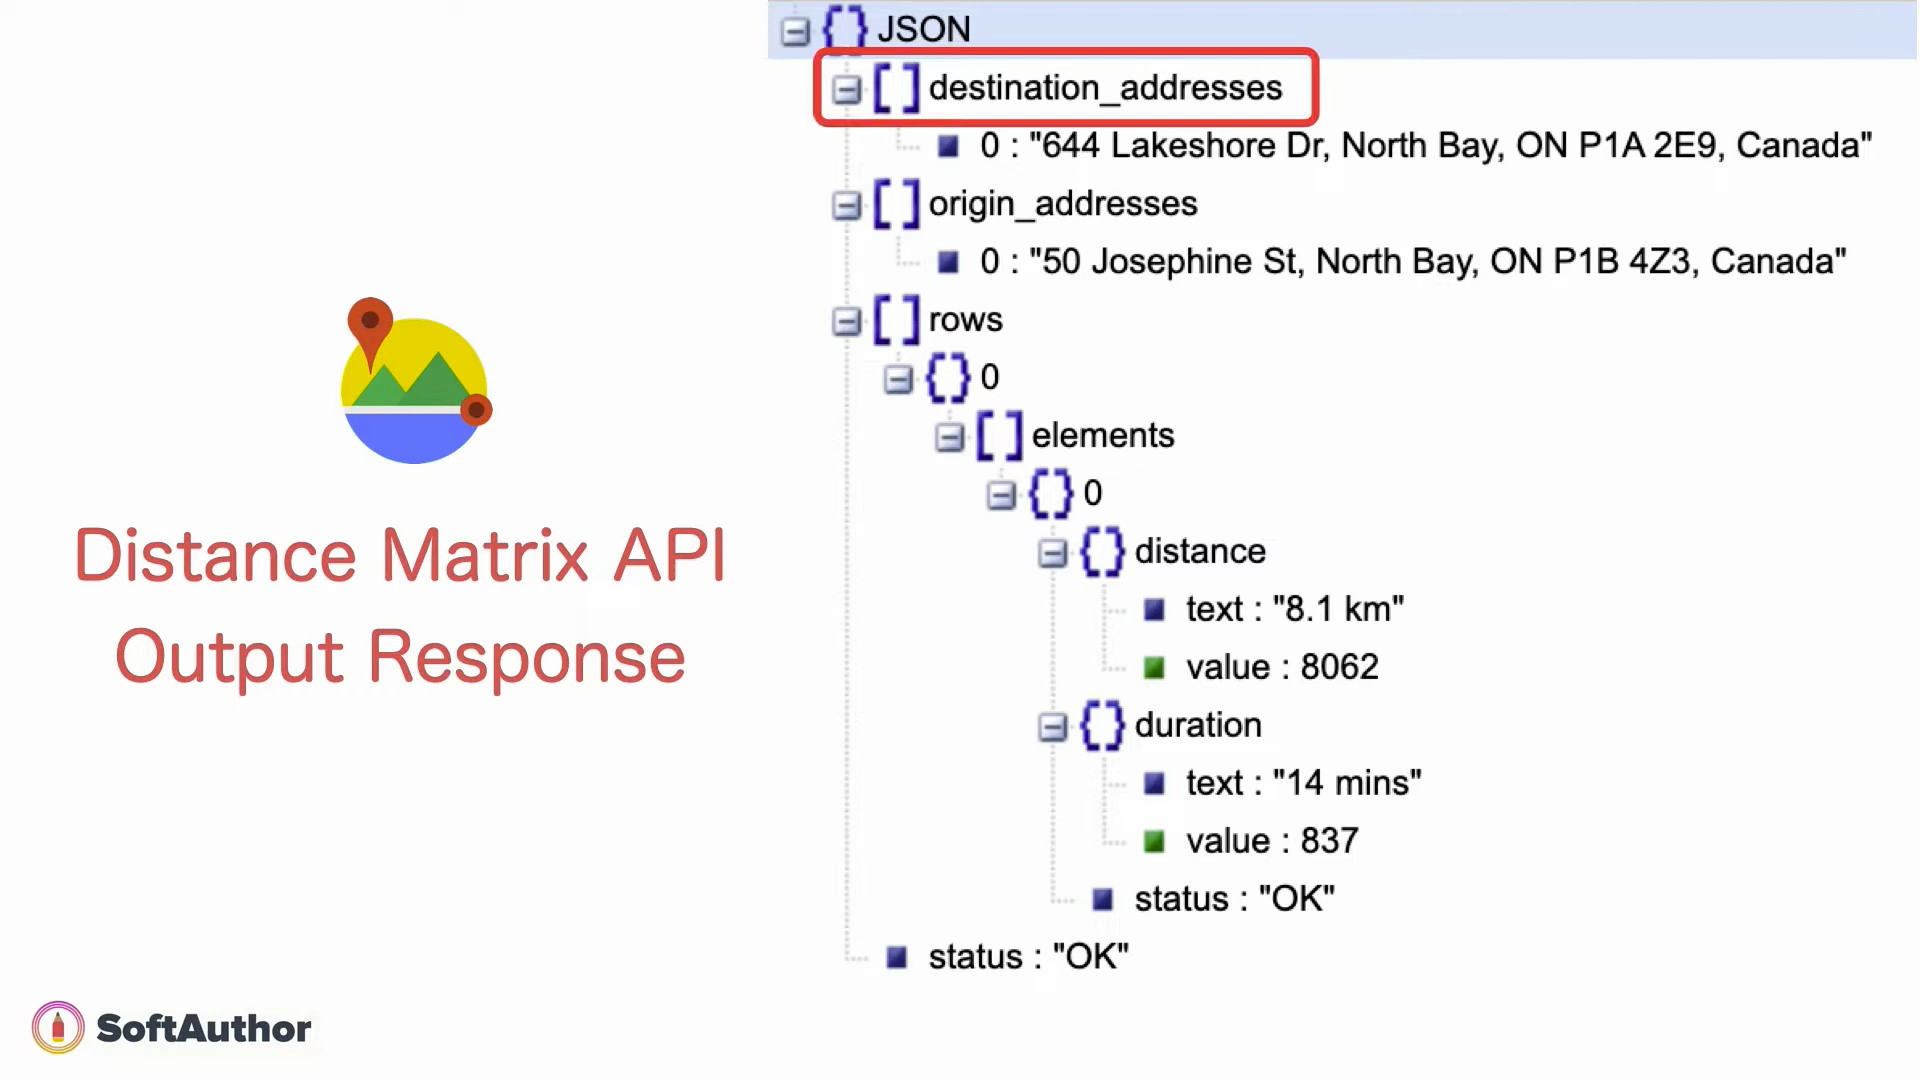 Distance Matrix API
Output Response
SoftAuthor
JSON
destination_addresses
0 : "644 Lakeshore Dr, North Bay, ON P1A 2E9, Canada"
origin_addresses
0 : "50 Josephine St, North Bay, ON P1B 4Z3, Canada"
rows
0
elements
0
distance
text : "8.1 km"
value : 8062
duration
text : "14 mins"
value : 837
status : "OK"
status : "OK"